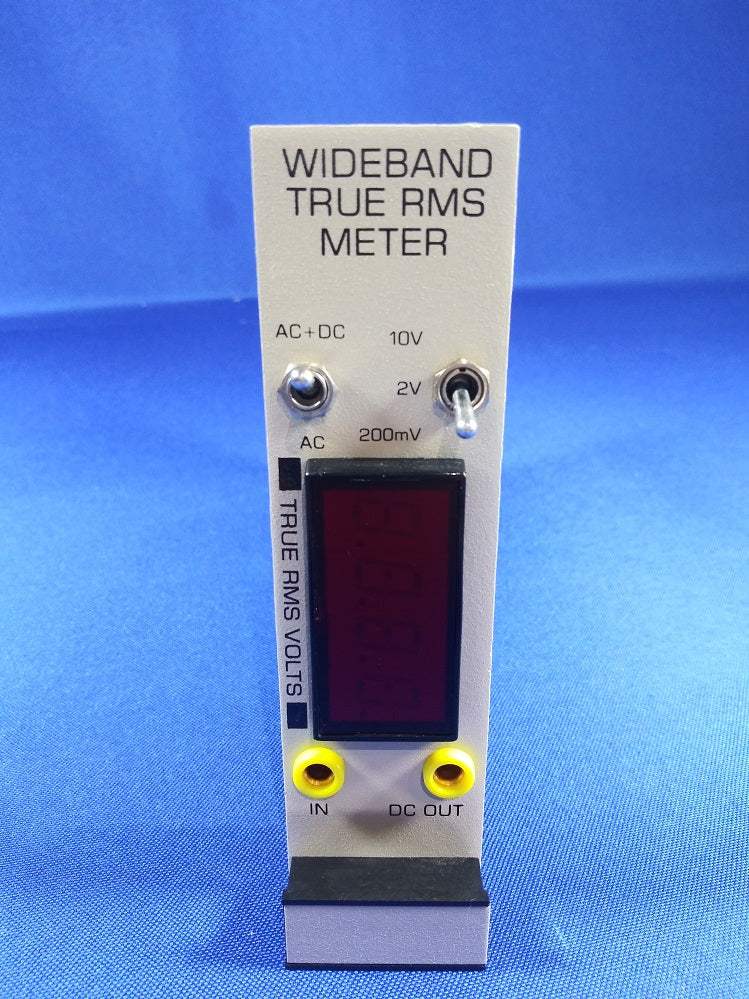 WIDEBAND
TRUE RMS
METER
AC+DC
10V
2V
AC
200mV
TRUE RMS VOLTS
IN
DC OUT